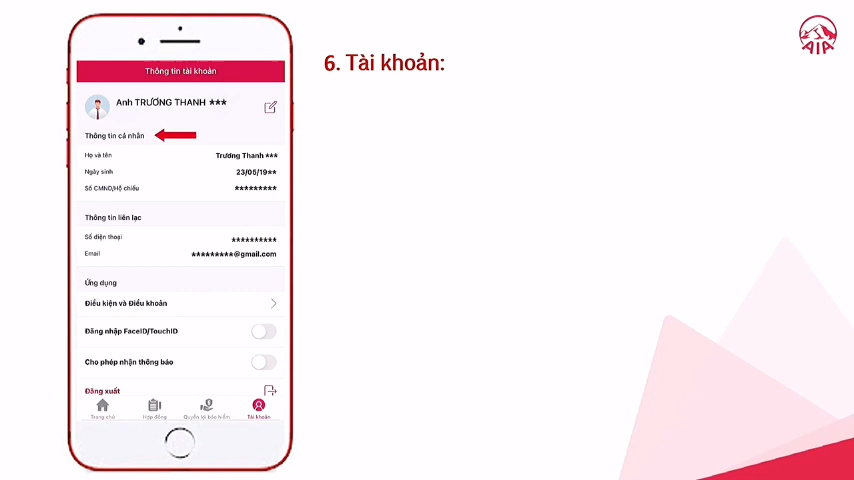 6. Tài khoản:
AIA
Thông tin tài khoản
Anh TRƯƠNG THANH ***
Thông tin cá nhân
Họ và tên Trương Thanh ***
Ngày sinh 23/05/19**
Số CMND/Hộ chiếu *********
Thông tin liên lạc
Số điện thoại **********
Email *********@gmail.com
Ứng dụng
Điều kiện và Điều khoản
Đăng nhập FaceID/TouchID
Cho phép nhận thông báo
Đăng xuất
Trang chủ Hợp đồng Quyền lợi bảo hiểm Tài khoản